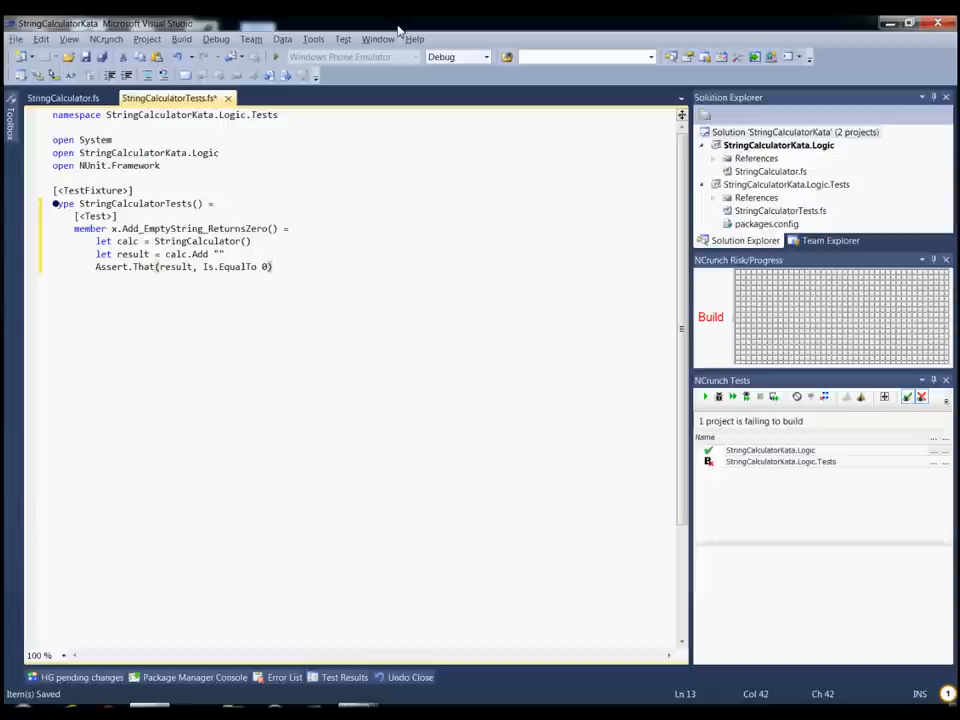 StringCalculatorKata Microsoft Visual Studio
File Edit View NCrunch Project Build Debug Team Data Tools Test Window Help
Windows Phone Emulator Debug
StringCalculator.fs StringCalculatorTests.fs*
Toolbox
namespace StringCalculatorKata.Logic.Tests
open System
open StringCalculatorKata.Logic
open NUnit.Framework
[<TestFixture>]
ype StringCalculatorTests() =
[<Test>]
member x.Add_EmptyString_ReturnsZero() =
let calc = StringCalculator()
let result = calc.Add ""
Assert.That(result, Is.EqualTo 0)
100 %
Solution Explorer
Solution 'StringCalculatorKata' (2 projects)
StringCalculatorKata.Logic
References
StringCalculator.fs
StringCalculatorKata.Logic.Tests
References
StringCalculatorTests.fs
packages.config
Solution Explorer Team Explorer
NCrunch Risk/Progress
Build
NCrunch Tests
1 project is failing to build
Name ... ...
StringCalculatorKata.Logic ... ...
StringCalculatorKata.Logic.Tests ... ...
HG pending changes Package Manager Console Error List Test Results Undo Close
Item(s) Saved Ln 13 Col 42 Ch 42 INS 1